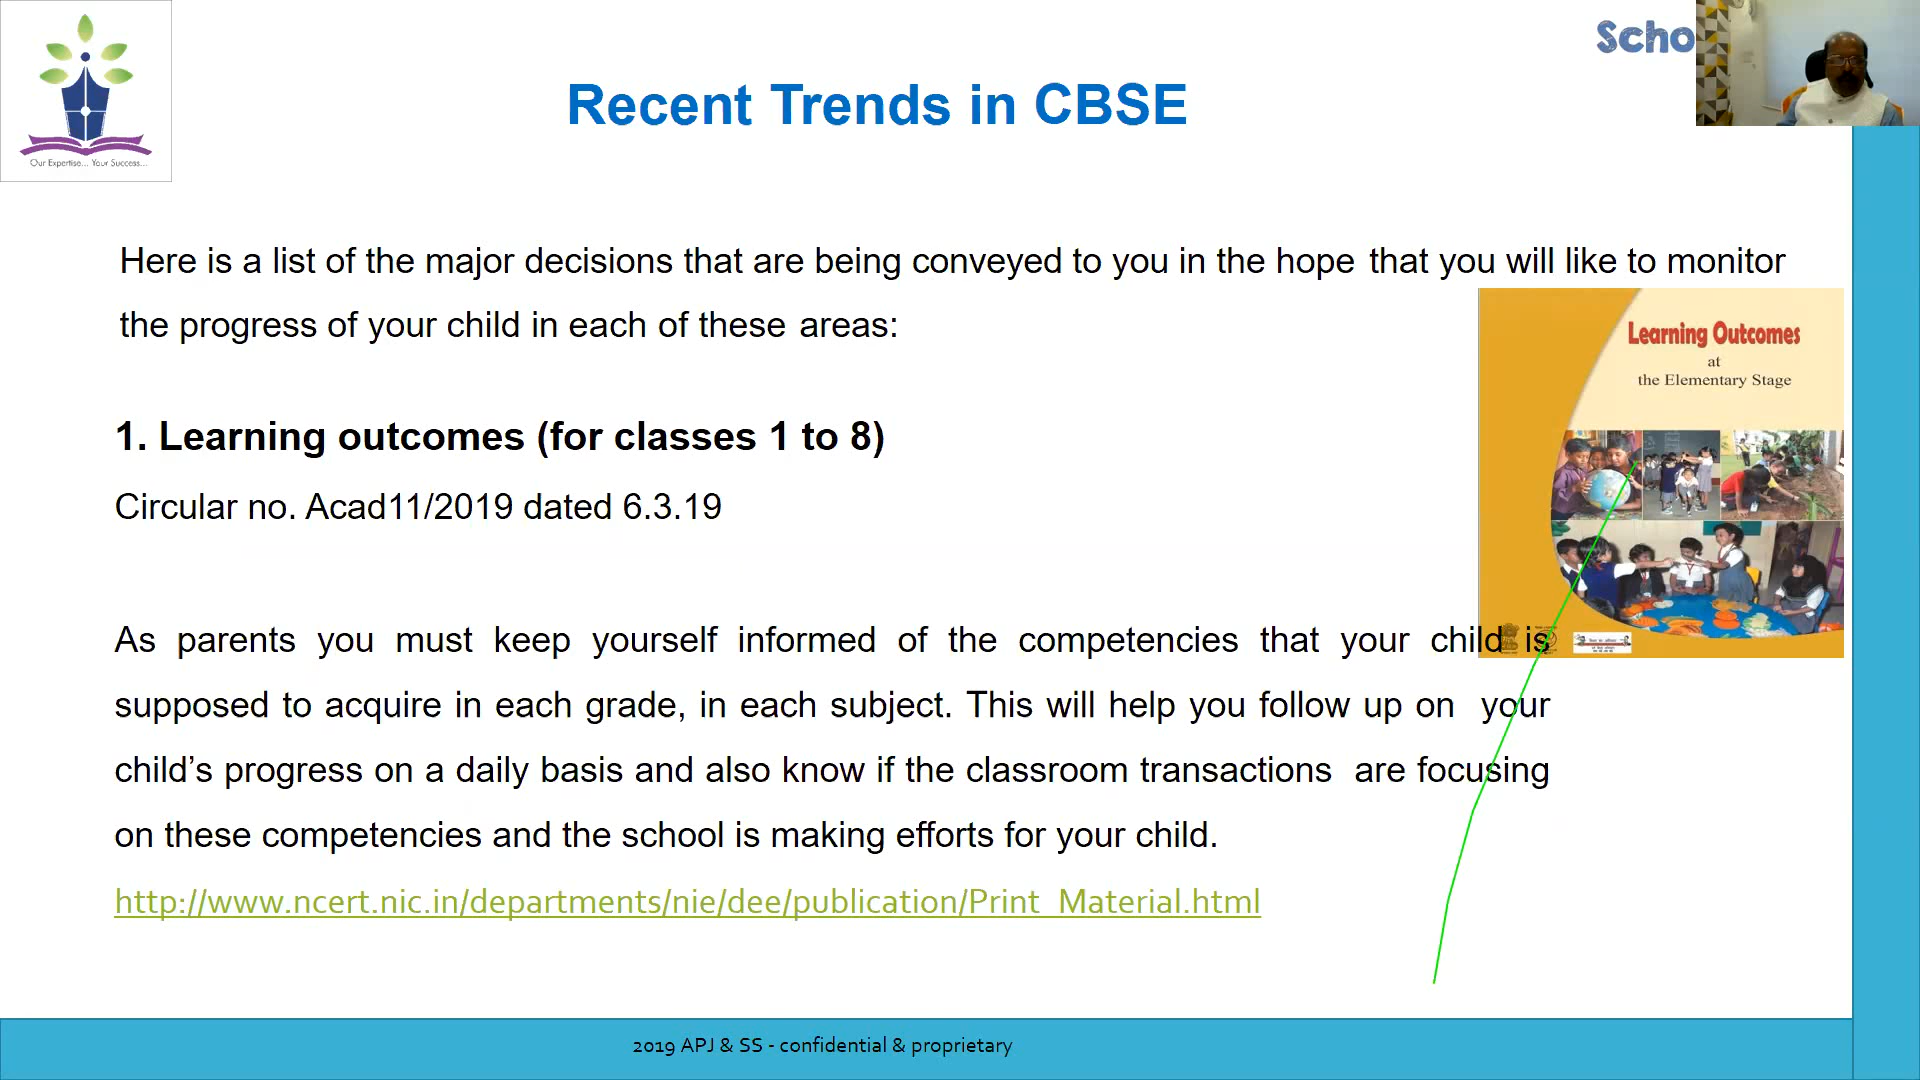 Scho
Recent Trends in CBSE
Our Expertise... Your Success...
Here is a list of the major decisions that are being conveyed to you in the hope that you will like to monitor
the progress of your child in each of these areas:
Learning Outcomes
at
the Elementary Stage
1. Learning outcomes (for classes 1 to 8)
Circular no. Acad11/2019 dated 6.3.19
As parents you must keep yourself informed of the competencies that your child is
supposed to acquire in each grade, in each subject. This will help you follow up on your
child’s progress on a daily basis and also know if the classroom transactions are focusing
on these competencies and the school is making efforts for your child.
http://www.ncert.nic.in/departments/nie/dee/publication/Print_Material.html
2019 APJ & SS - confidential & proprietary